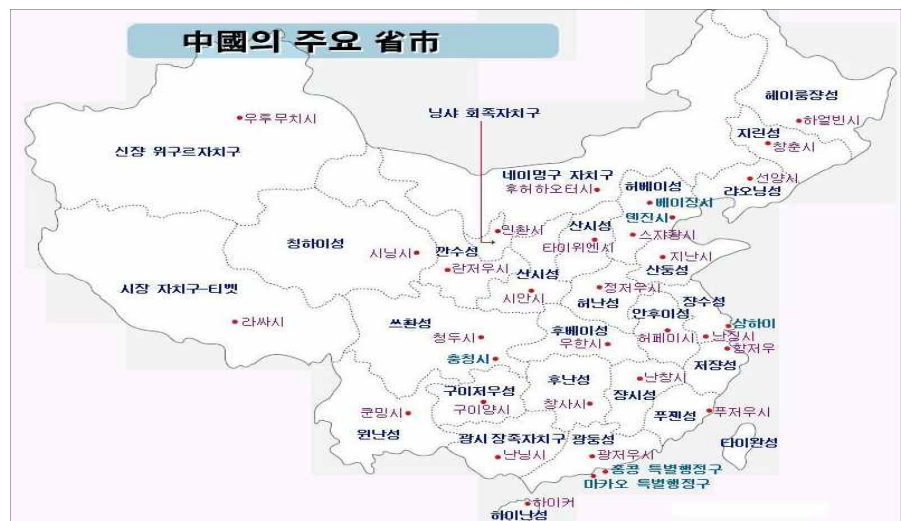 中國의 주요 省市
헤이룽쟝성
하얼빈시
닝샤 회족자치구
우루무치시
지린성
창춘시
신쟝 위구르자치구
네이멍구 자치구
후허하오터시
허베이성
선양시
랴오닝성
베이징시
톈진시
산시성
인촨시
스쟈좡시
칭하이성
타이위엔시
시닝시
깐수성
지난시
란저우시
산시성
산둥성
시장 자치구-티벳
시안시
정저우시
허난성
쟝수성
안후이성
라싸시
쓰촨성
후베이성
상하이
청두시
우한시
허페이시
난징시
항저우
충칭시
저쟝성
후난성
난창시
구이저우성
쟝시성
쿤밍시
구이양시
창사시
푸젠성
푸저우시
윈난성
광시 장족자치구
광둥성
타이완성
난닝시
광저우시
홍콩 특별행정구
마카오 특별행정구
하이커
하이난성